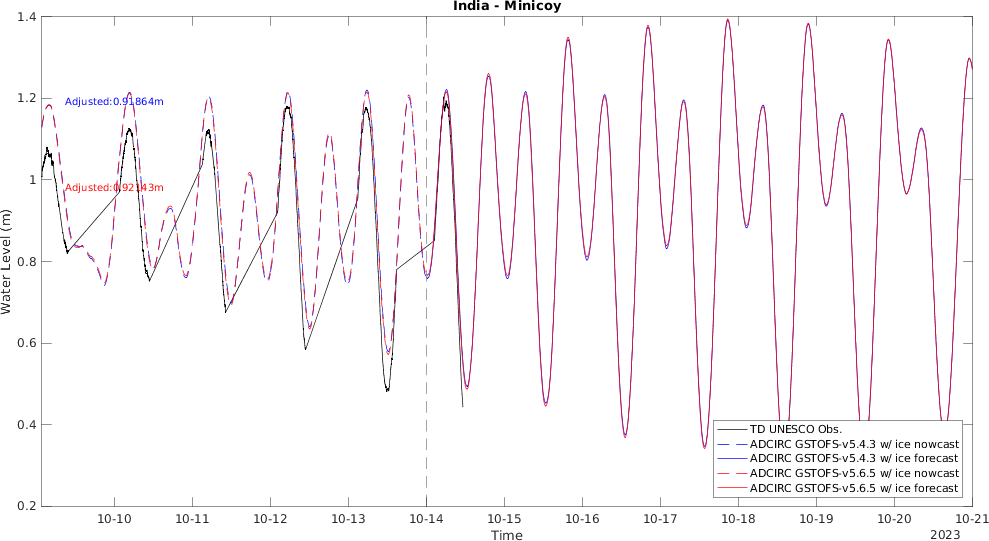 India - Minicoy
1.4
1.2
1
0.8
0.6
0.4
0.2
Water Level (m)
Adjusted:0.91864m
Adjusted:0.92143m
TD UNESCO Obs.
ADCIRC GSTOFS-v5.4.3 w/ ice nowcast
ADCIRC GSTOFS-v5.4.3 w/ ice forecast
ADCIRC GSTOFS-v5.6.5 w/ ice nowcast
ADCIRC GSTOFS-v5.6.5 w/ ice forecast
10-10 10-11 10-12 10-13 10-14 10-15 10-16 10-17 10-18 10-19 10-20 10-21
Time
2023